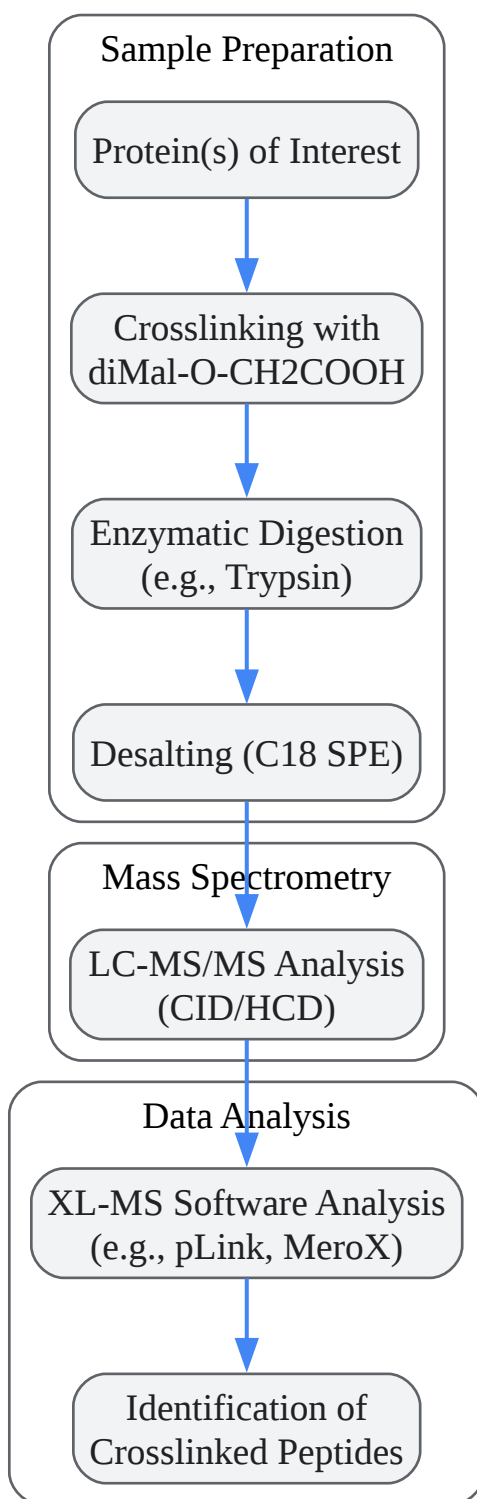 Sample Preparation
Protein(s) of Interest
Crosslinking with
diMal-O-CH2COOH
Enzymatic Digestion
(e.g., Trypsin)
Desalting (C18 SPE)
Mass Spectrometry
LC-MS/MS Analysis
(CID/HCD)
Data Analysis
XL-MS Software Analysis
(e.g., pLink, MeroX)
Identification of
Crosslinked Peptides